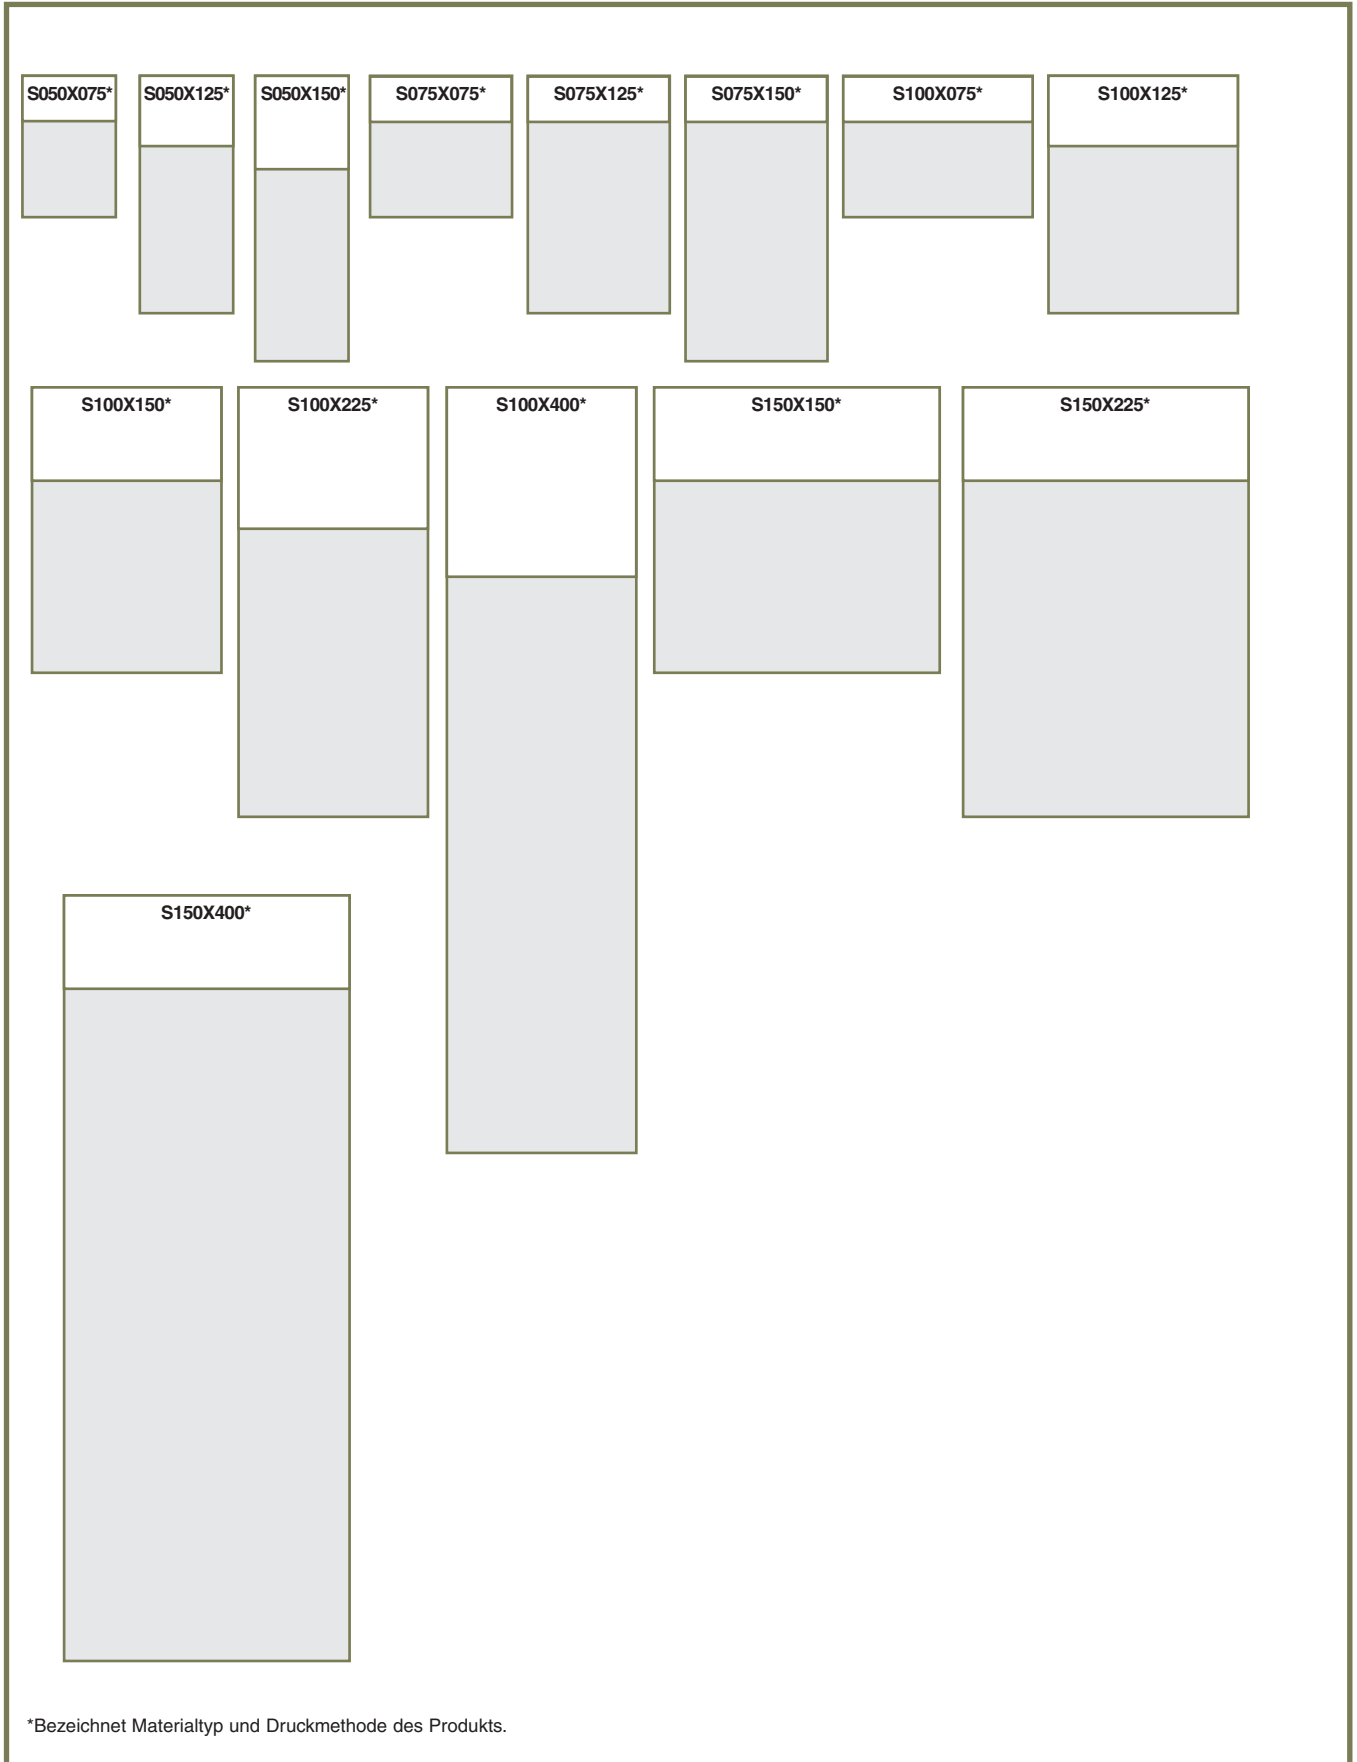 S050X075* S050X125* S050X150* S075X075* S075X125* S075X150* S100X075* S100X125*
S100X150* S100X225* S100X400* S150X150* S150X225*
S150X400*
*Bezeichnet Materialtyp und Druckmethode des Produkts.